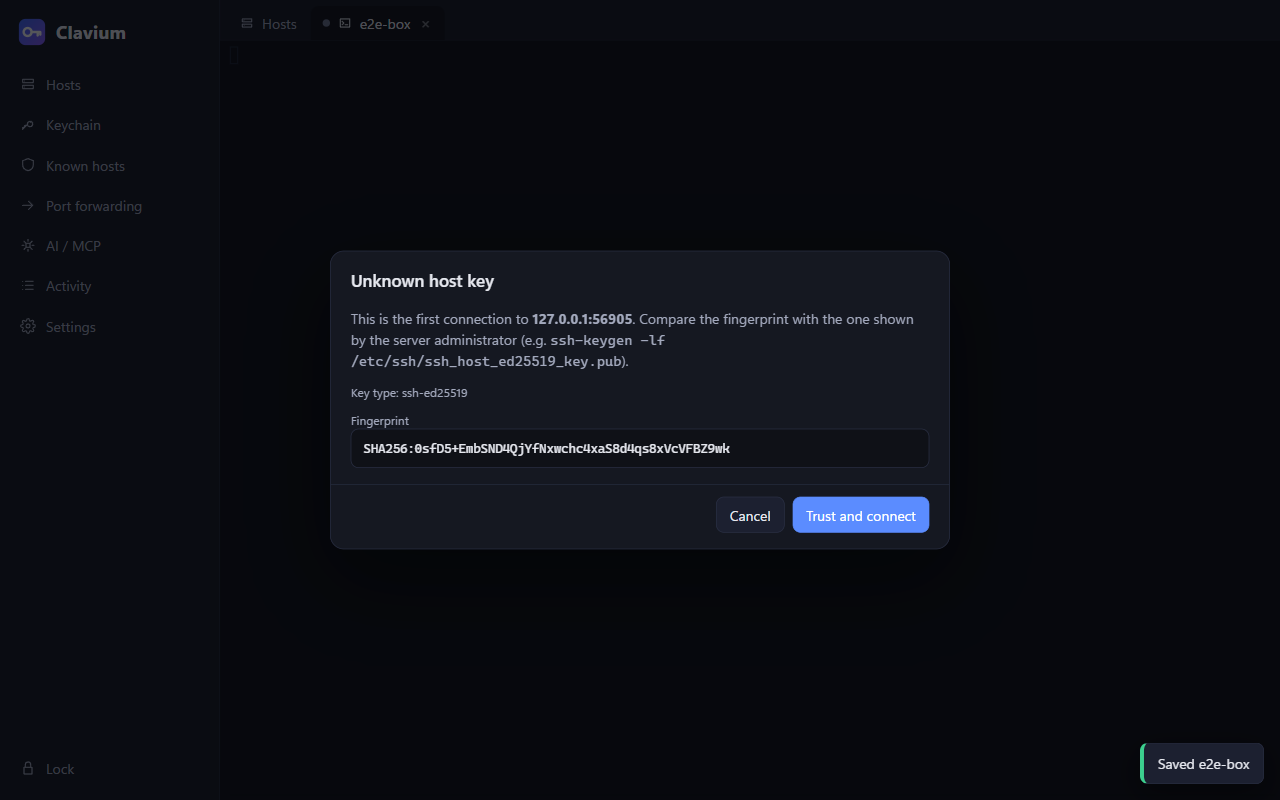 Clavium
Hosts
e2e-box
Hosts
Keychain
Known hosts
Port forwarding
AI / MCP
Activity
Settings
Unknown host key
This is the first connection to 127.0.0.1:56905. Compare the fingerprint with the one shown
by the server administrator (e.g. ssh-keygen -lf
/etc/ssh/ssh_host_ed25519_key.pub).
Key type: ssh-ed25519
Fingerprint
SHA256:0sfD5+EmbSND4QjYfNxwchc4xaS8d4qs8xVcVFBZ9wk
Cancel
Trust and connect
Saved e2e-box
Lock